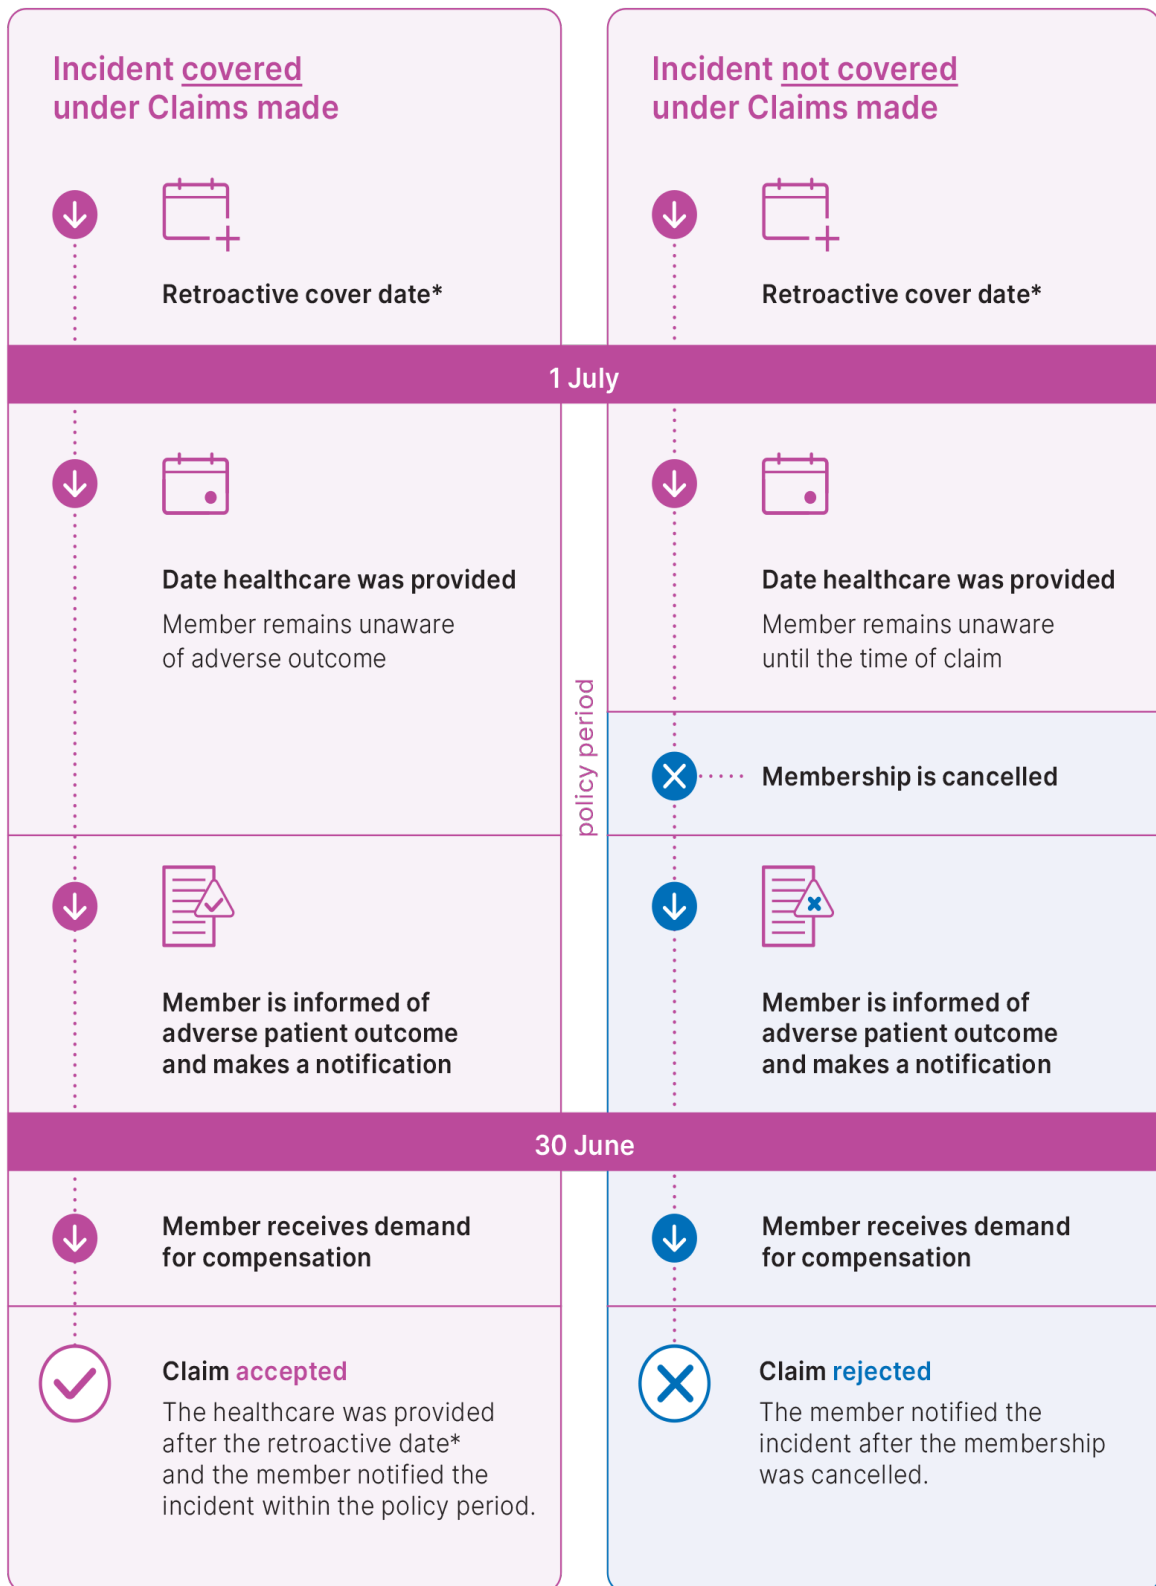 Incident covered
under Claims made
Retroactive cover date*
Incident not covered
under Claims made
Retroactive cover date*
1 July
Date healthcare was provided
Member remains unaware
of adverse outcome
Member is informed of
adverse patient outcome
and makes a notification
policy period
Date healthcare was provided
Member remains unaware
until the time of claim
Membership is cancelled
Member is informed of
adverse patient outcome
and makes a notification
30 June
Member receives demand
for compensation
Claim accepted
The healthcare was provided
after the retroactive date*
and the member notified the
incident within the policy period.
Member receives demand
for compensation
Claim rejected
The member notified the
incident after the membership
was cancelled.